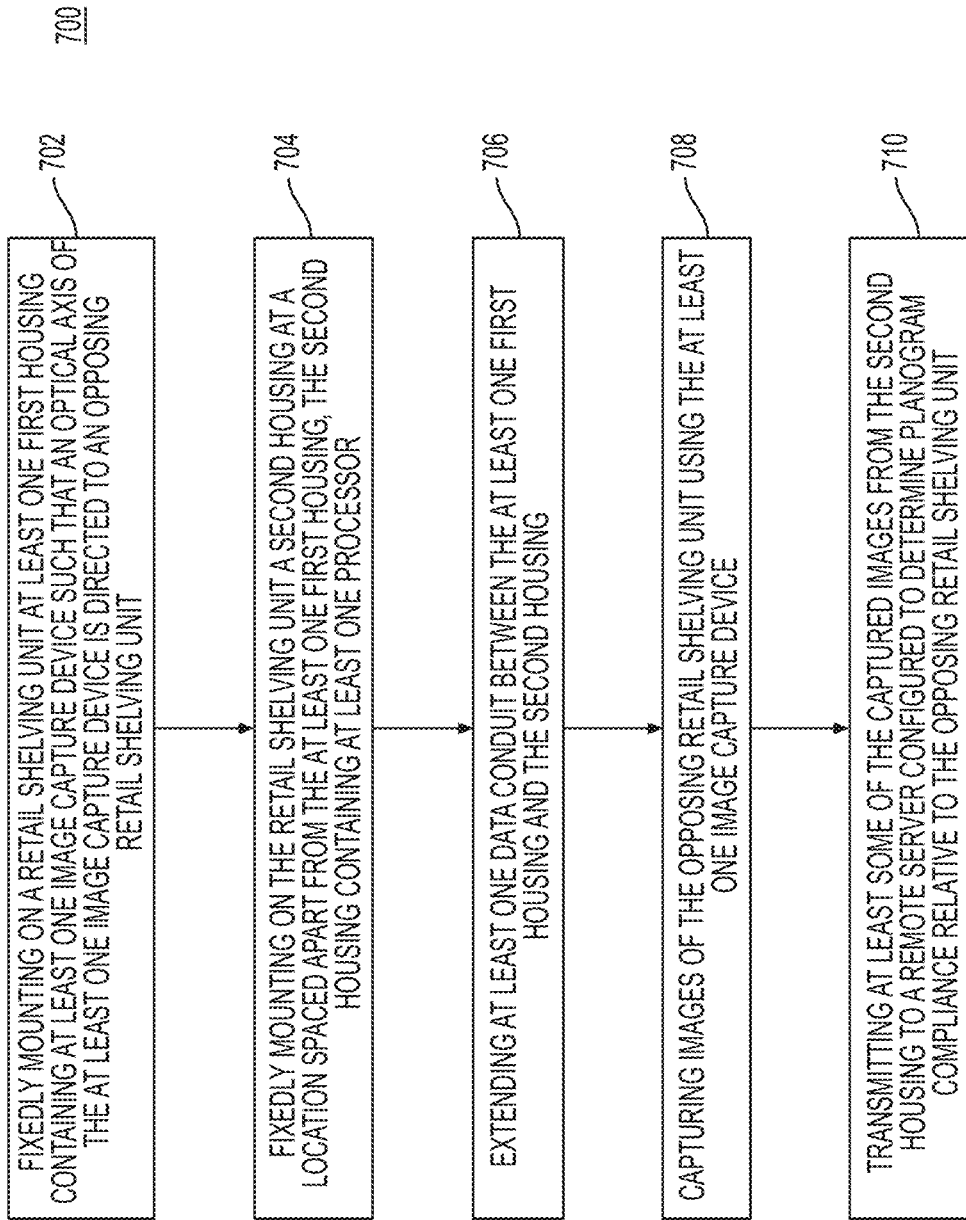 700
702
FIXEDLY MOUNTING ON A RETAIL SHELVING UNIT AT LEAST ONE FIRST HOUSING
CONTAINING AT LEAST ONE IMAGE CAPTURE DEVICE SUCH THAT AN OPTICAL AXIS OF
THE AT LEAST ONE IMAGE CAPTURE DEVICE IS DIRECTED TO AN OPPOSING
RETAIL SHELVING UNIT
704
FIXEDLY MOUNTING ON THE RETAIL SHELVING UNIT A SECOND HOUSING AT A
LOCATION SPACED APART FROM THE AT LEAST ONE FIRST HOUSING, THE SECOND
HOUSING CONTAINING AT LEAST ONE PROCESSOR
706
EXTENDING AT LEAST ONE DATA CONDUIT BETWEEN THE AT LEAST ONE FIRST
HOUSING AND THE SECOND HOUSING
708
CAPTURING IMAGES OF THE OPPOSING RETAIL SHELVING UNIT USING THE AT LEAST
ONE IMAGE CAPTURE DEVICE
710
TRANSMITTING AT LEAST SOME OF THE CAPTURED IMAGES FROM THE SECOND
HOUSING TO A REMOTE SERVER CONFIGURED TO DETERMINE PLANOGRAM
COMPLIANCE RELATIVE TO THE OPPOSING RETAIL SHELVING UNIT